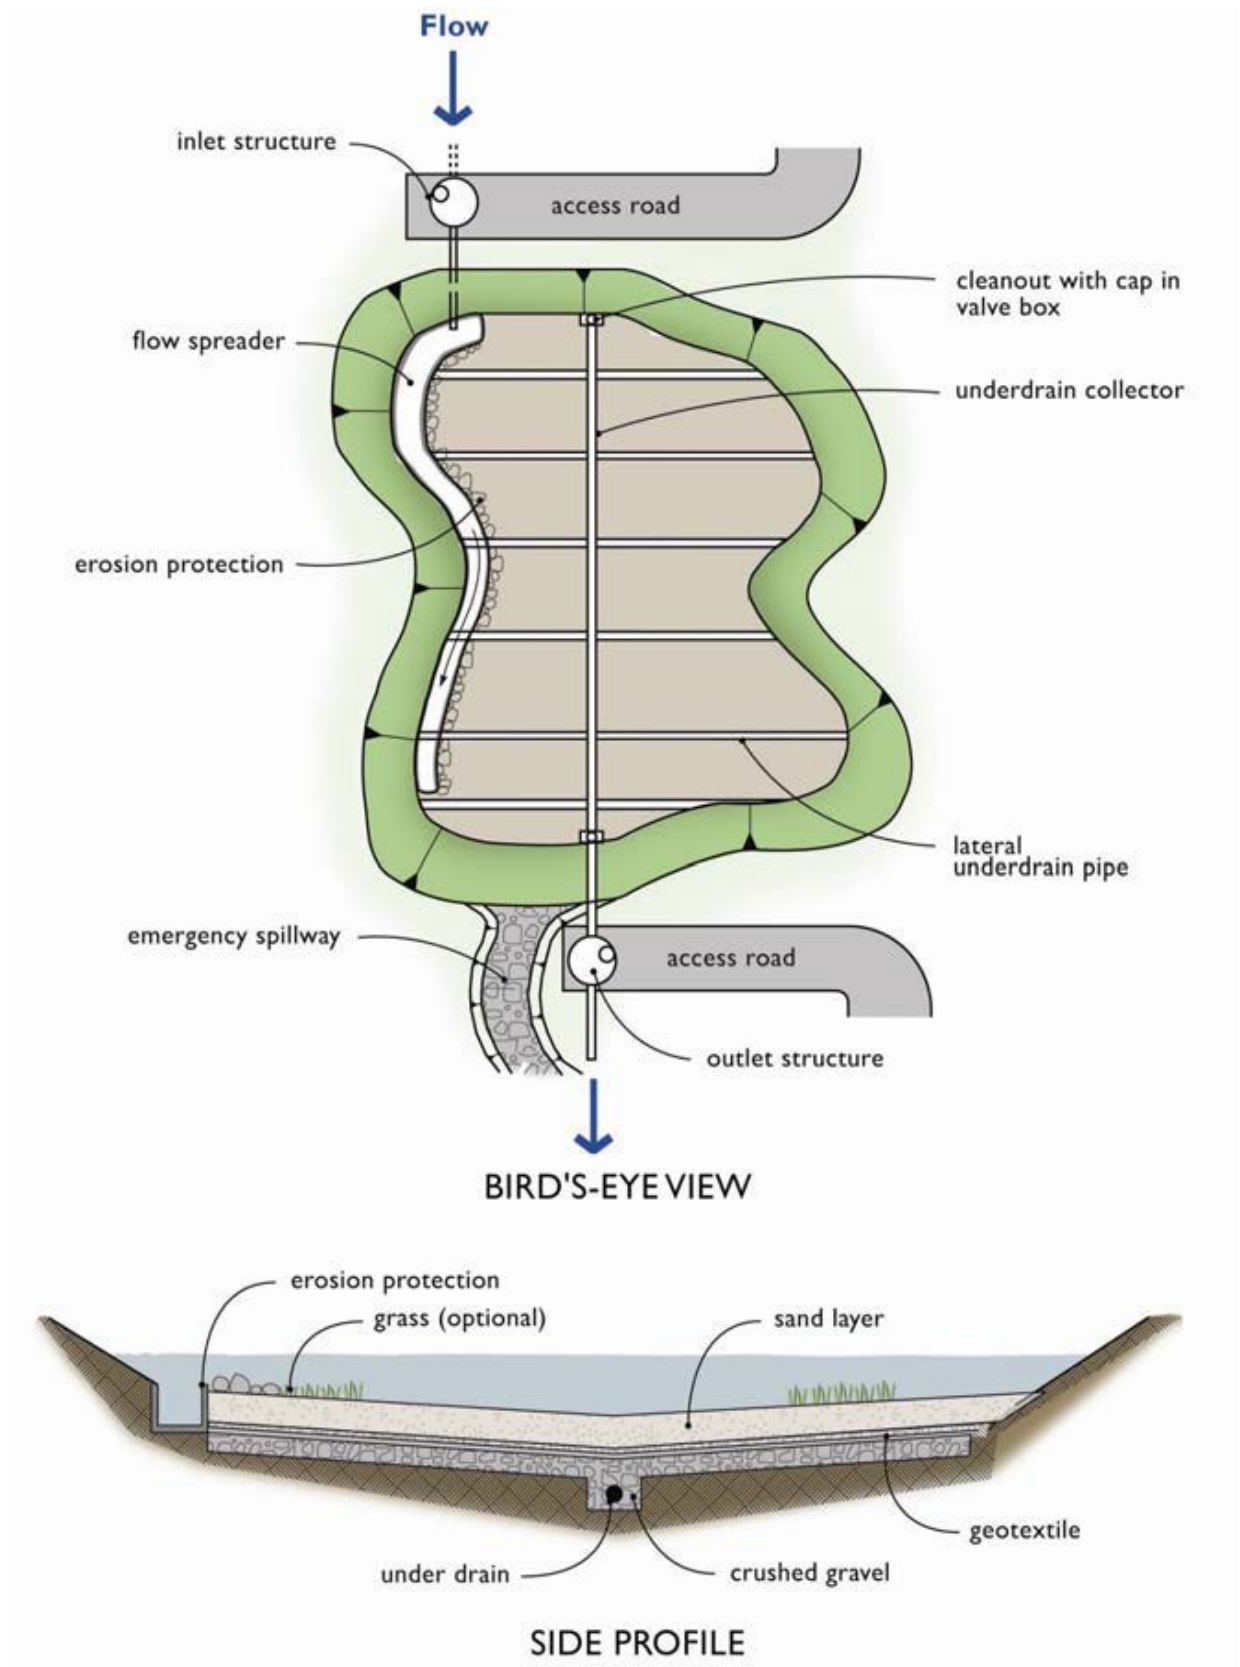 Flow
inlet structure
access road
cleanout with cap in
valve box
flow spreader
underdrain collector
erosion protection
lateral
underdrain pipe
emergency spillway
access road
outlet structure
BIRD'S-EYE VIEW
erosion protection
grass (optional)
sand layer
geotextile
under drain
crushed gravel
SIDE PROFILE